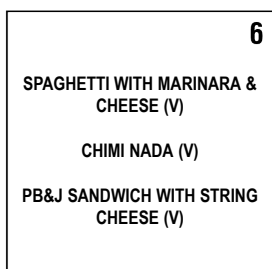 6
SPAGHETTI WITH MARINARA &
CHEESE (V)
CHIMI NADA (V)
PB&J SANDWICH WITH STRING
CHEESE (V)